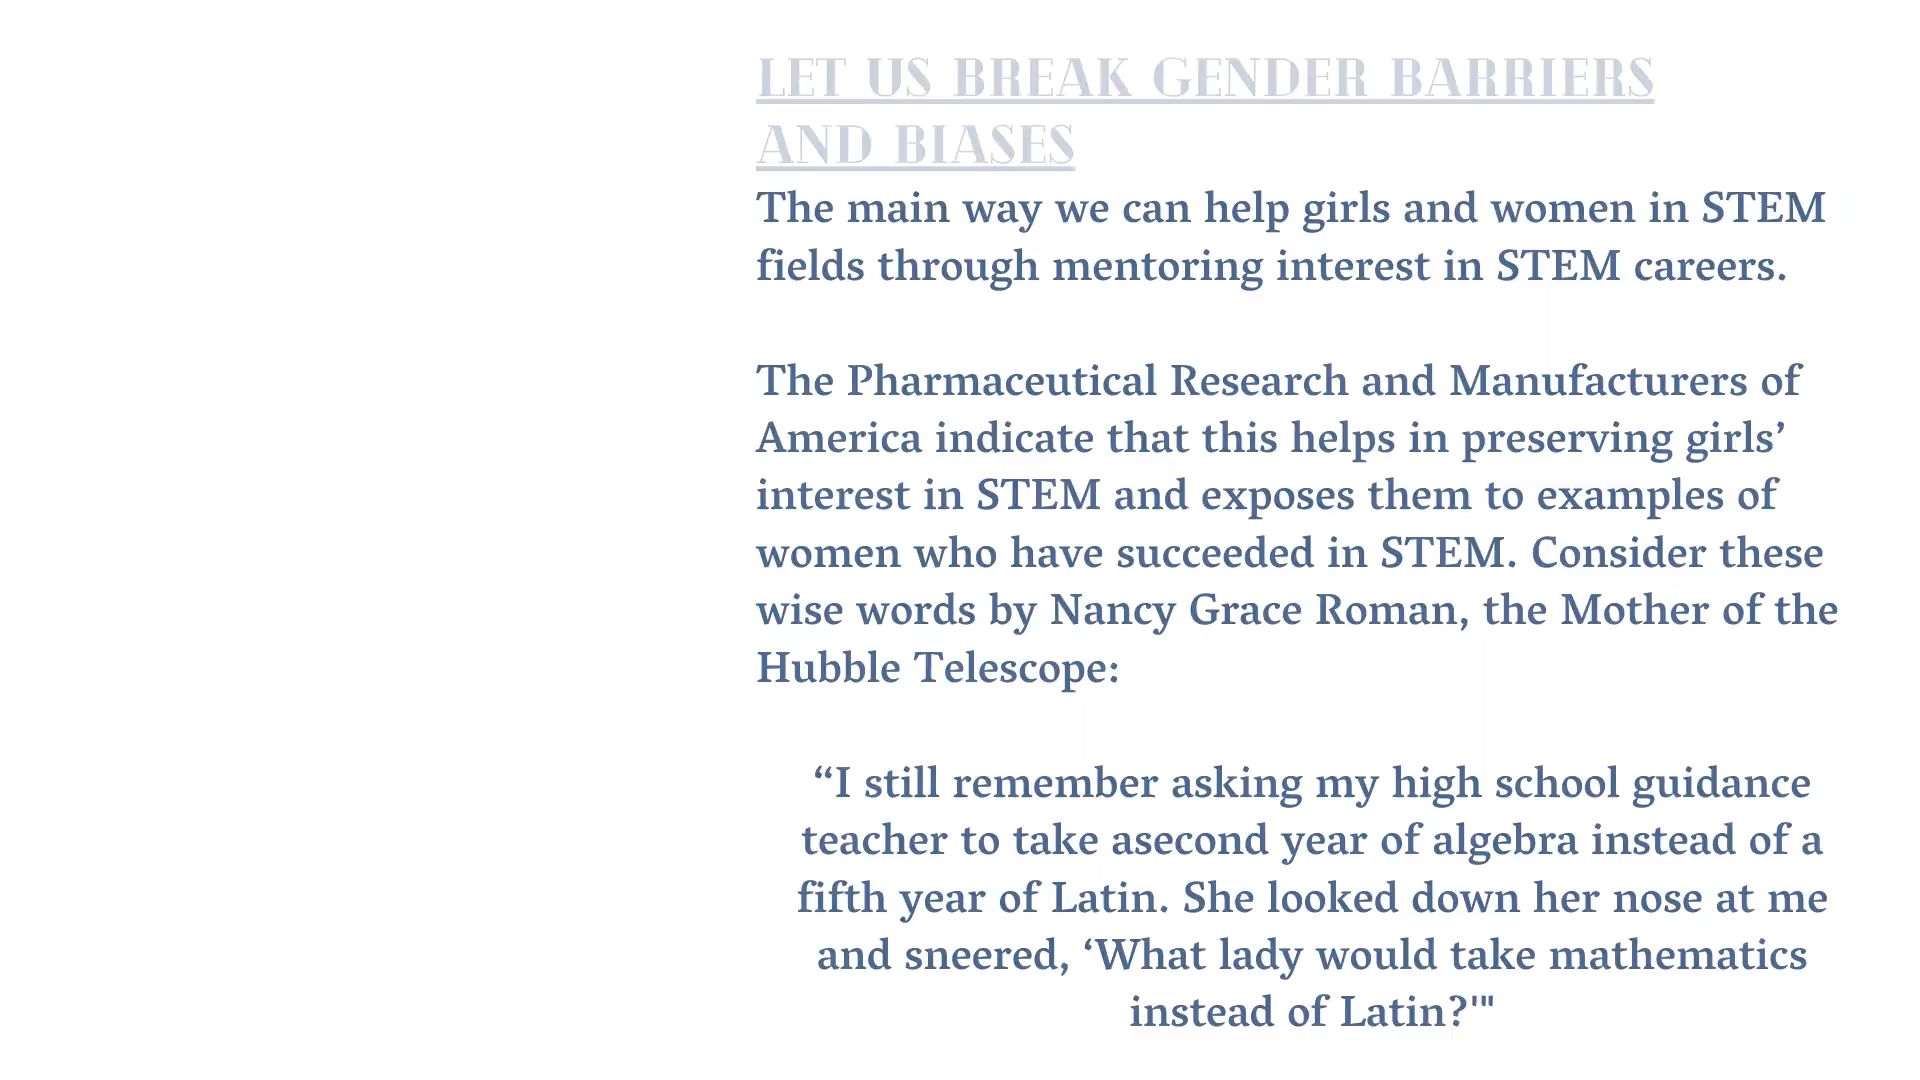 LET US BREAK GENDER BARRIERS
AND BIASES
The main way we can help girls and women in STEM
fields through mentoring interest in STEM careers.
The Pharmaceutical Research and Manufacturers of
America indicate that this helps in preserving girls’
interest in STEM and exposes them to examples of
women who have succeeded in STEM. Consider these
wise words by Nancy Grace Roman, the Mother of the
Hubble Telescope:
“I still remember asking my high school guidance
teacher to take asecond year of algebra instead of a
fifth year of Latin. She looked down her nose at me
and sneered, ‘What lady would take mathematics
instead of Latin?'"